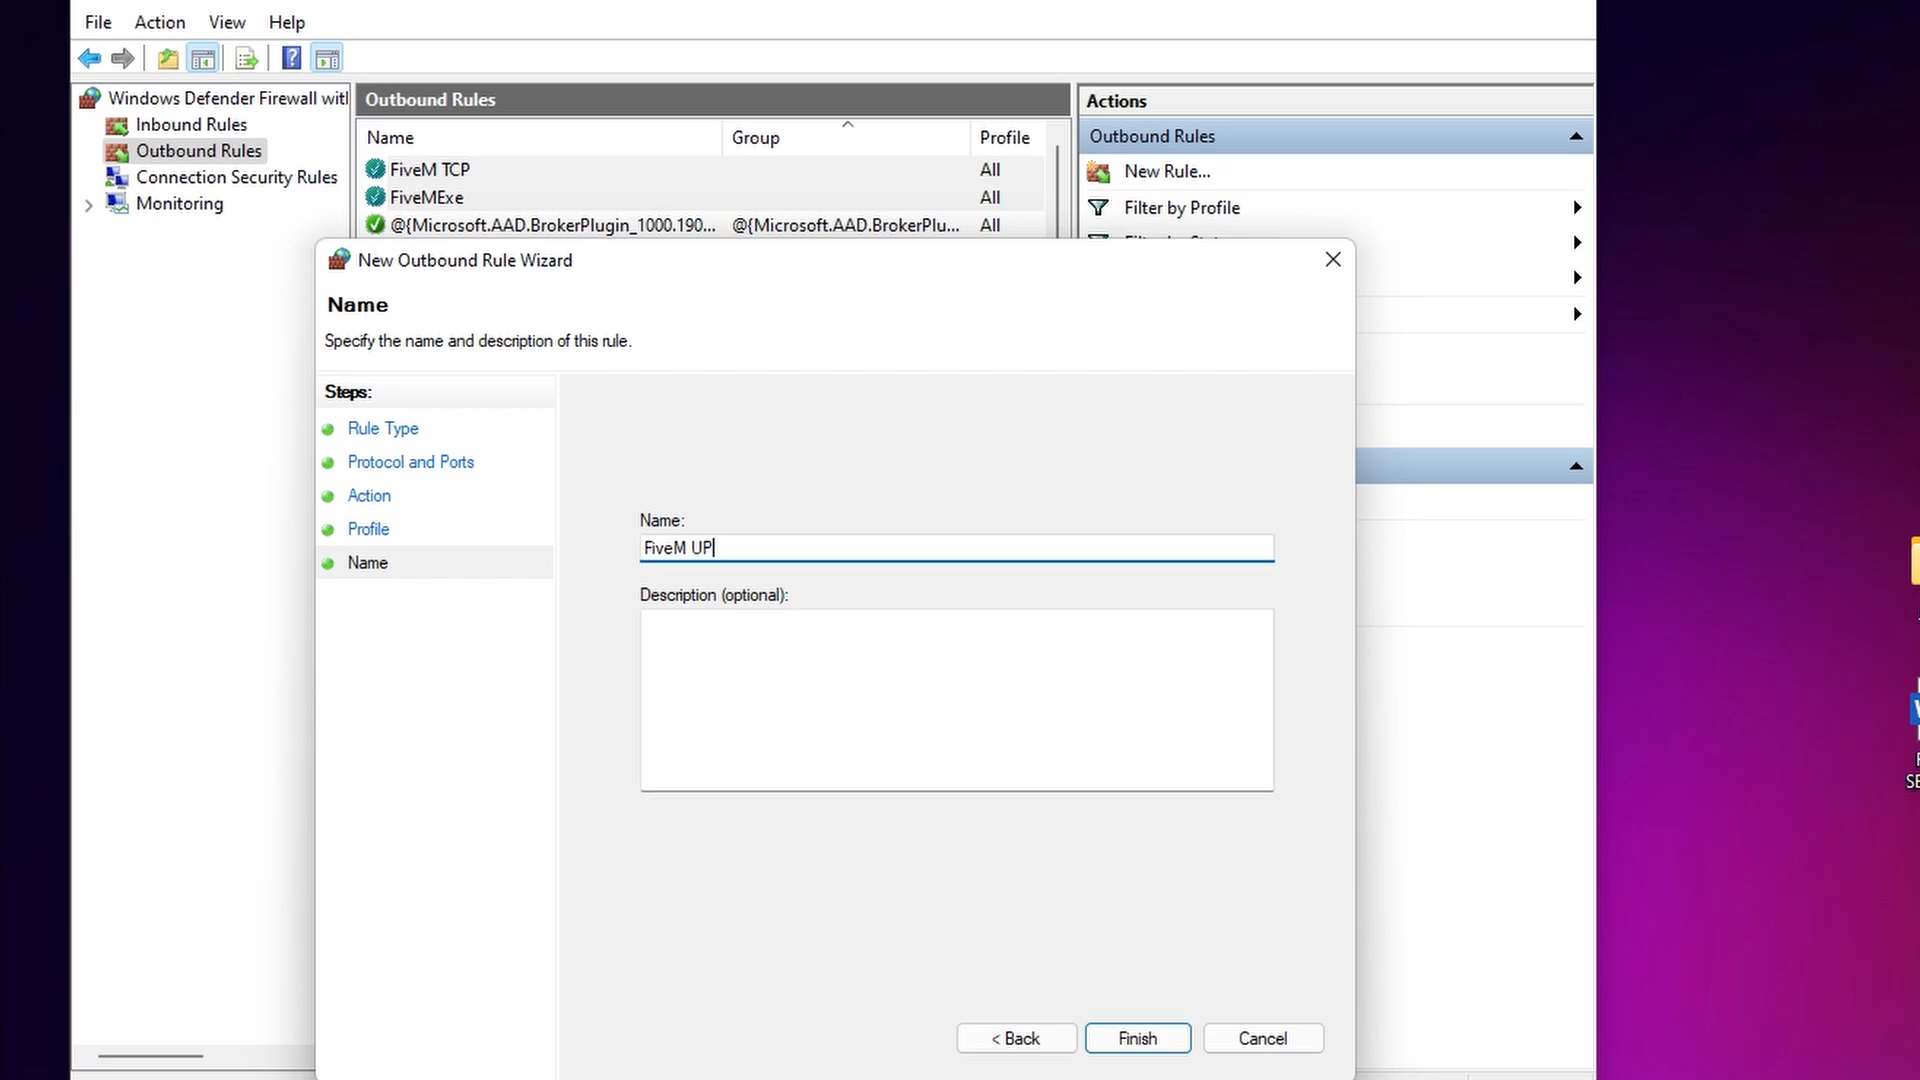 File Action View Help
Windows Defender Firewall with
Inbound Rules
Outbound Rules
Connection Security Rules
Monitoring
Outbound Rules
Name Group Profile
FiveM TCP All
FiveMExe All
@{Microsoft.AAD.BrokerPlugin_1000.190... @{Microsoft.AAD.BrokerPlu... All
Actions
Outbound Rules
New Rule...
Filter by Profile
New Outbound Rule Wizard
Name
Specify the name and description of this rule.
Steps:
Rule Type
Protocol and Ports
Action
Profile
Name
Name:
FiveM UP
Description (optional):
< Back
Finish
Cancel